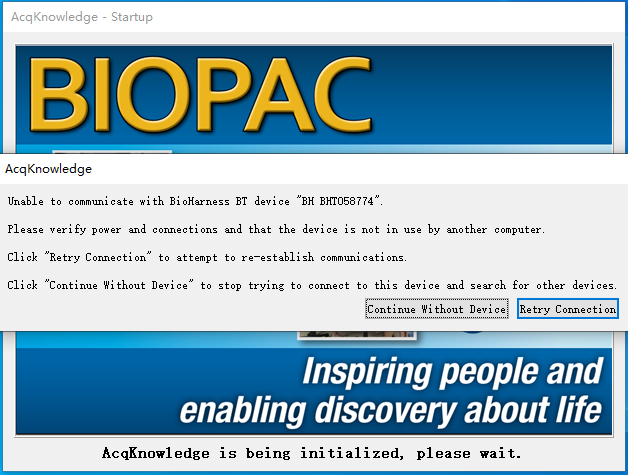 AcqKnowledge - Startup
BIOPAC
AcqKnowledge
Unable to communicate with BioHarness BT device "BH BHT058774".
Please verify power and connections and that the device is not in use by another computer.
Click "Retry Connection" to attempt to re-establish communications.
Click "Continue Without Device" to stop trying to connect to this device and search for other devices.
Continue Without Device
Retry Connection
Inspiring people and
enabling discovery about life
AcqKnowledge is being initialized, please wait.